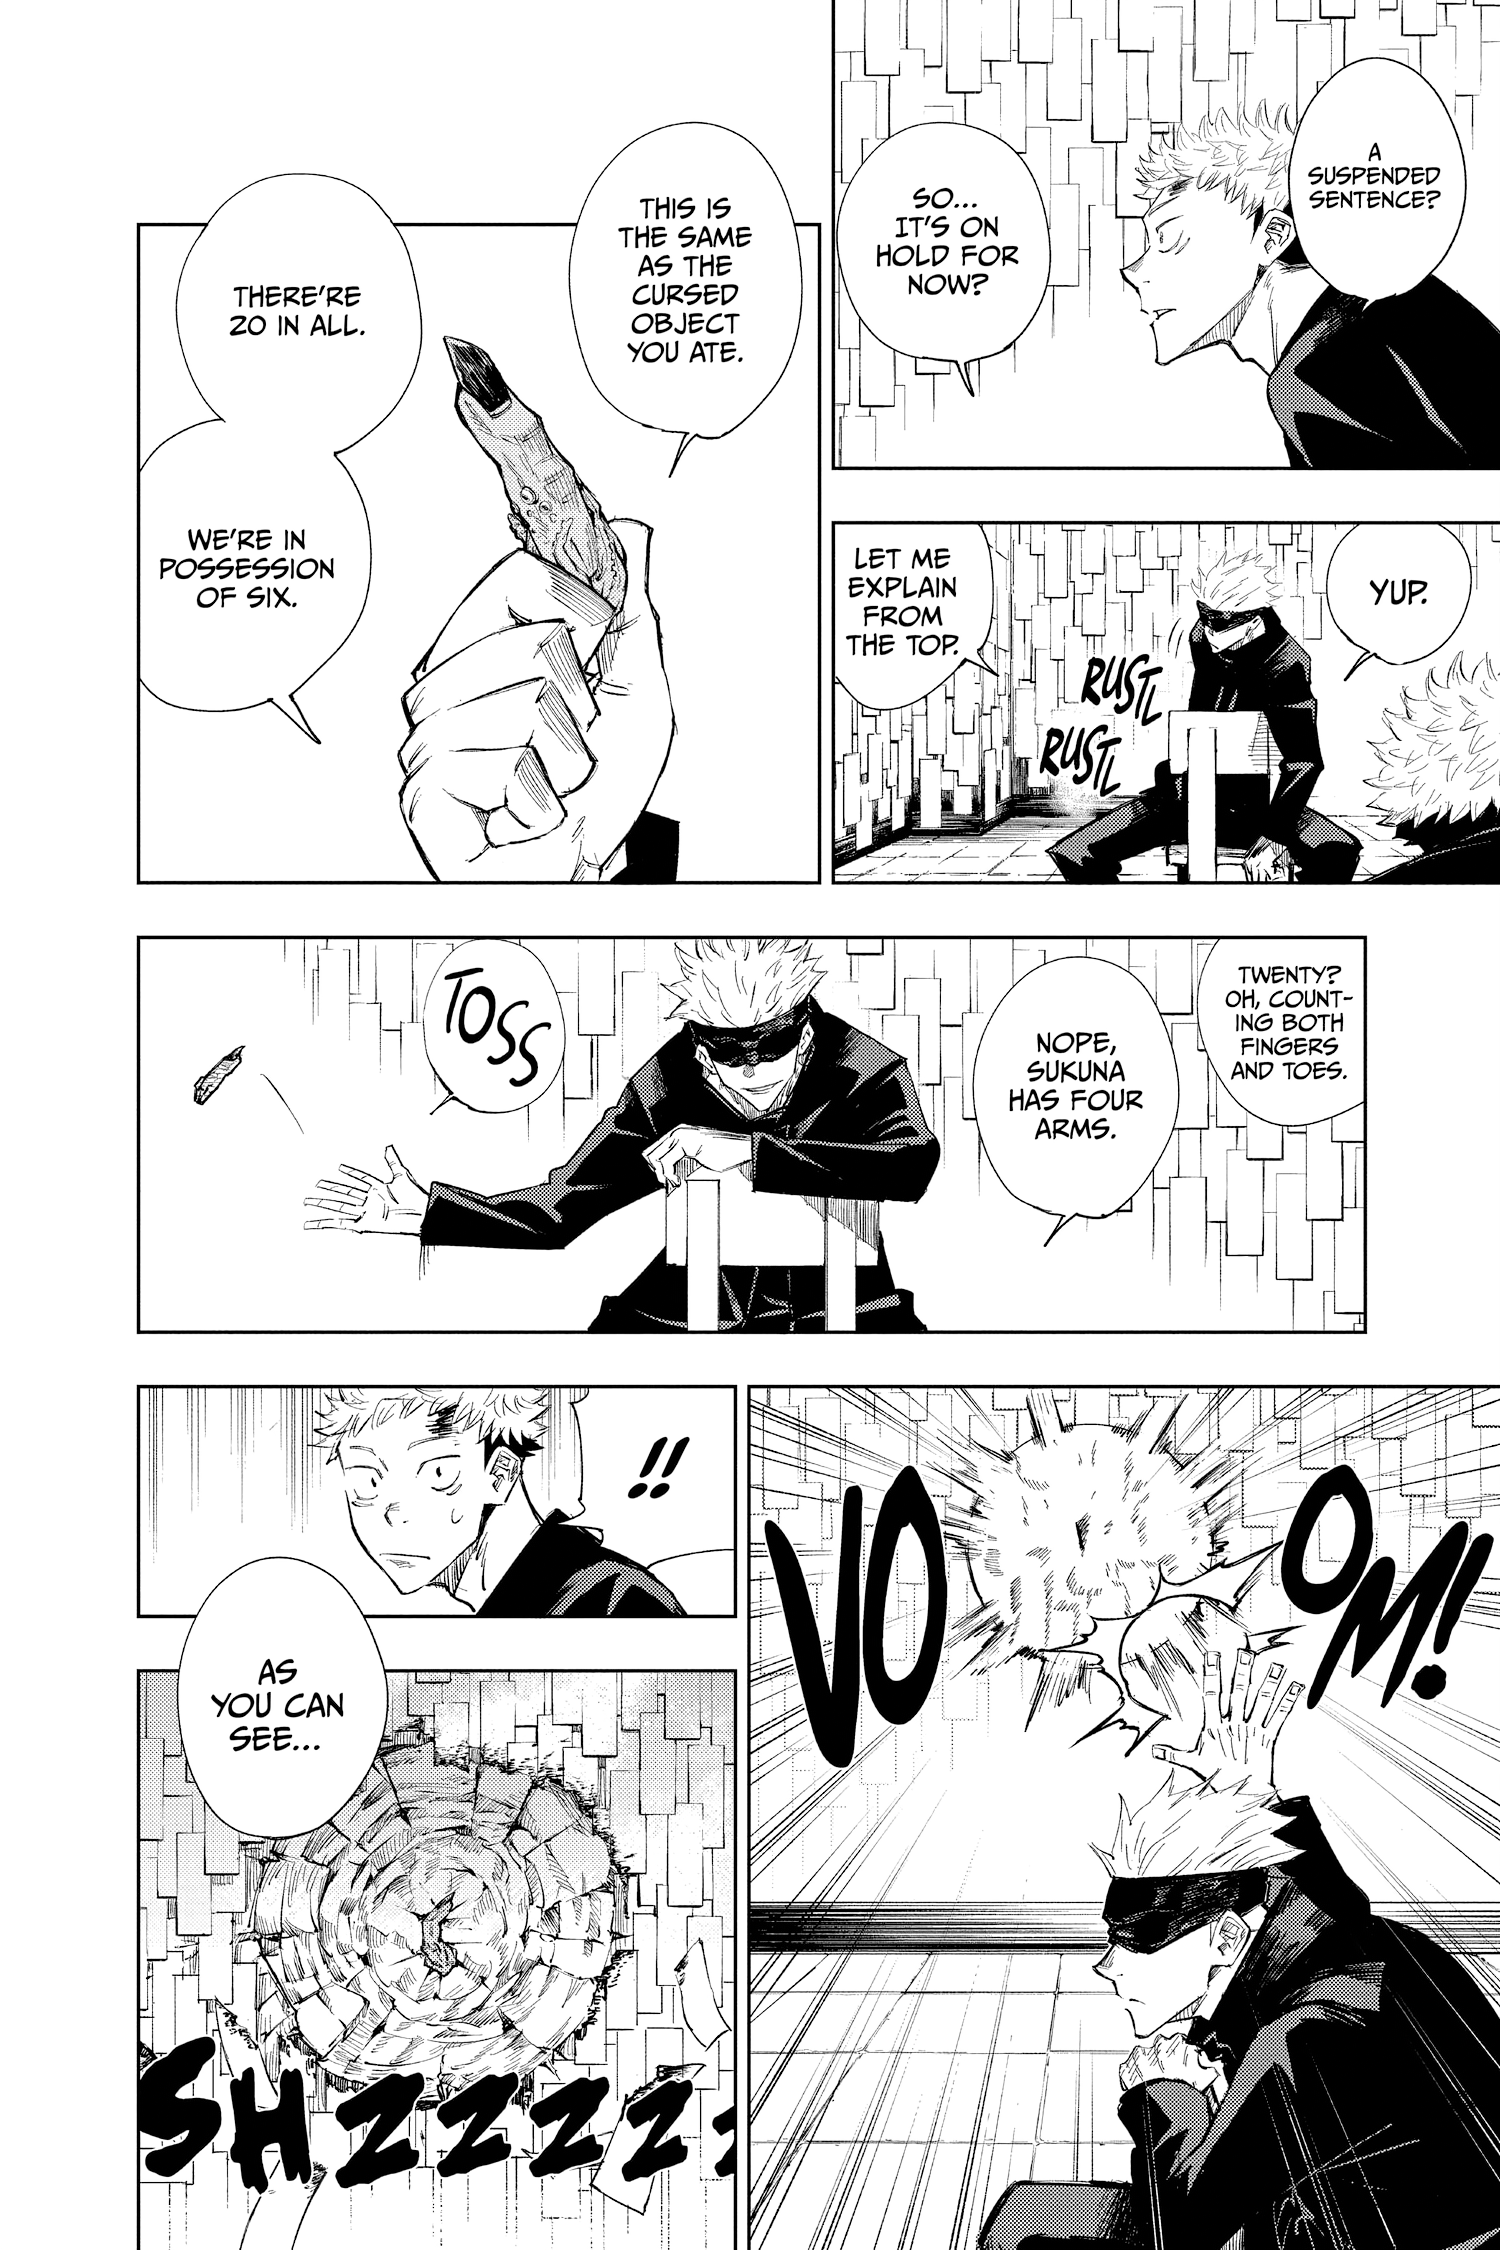 A
SUSPENDED
SENTENCE?
SO...
IT'S ON
HOLD FOR
NOW?
YUP.
RUSTL
RUSTL
LET ME
EXPLAIN
FROM
THE TOP.
THIS IS
THE SAME
AS THE
CURSED
OBJECT
YOU ATE.
THERE'RE
20 IN ALL.
WE'RE IN
POSSESSION
OF SIX.
TWENTY?
OH, COUNT-
ING BOTH
FINGERS
AND TOES.
NOPE,
SUKUNA
HAS FOUR
ARMS.
TOSS
VOOM!
!!
AS
YOU CAN
SEE...
SHZZZZZ